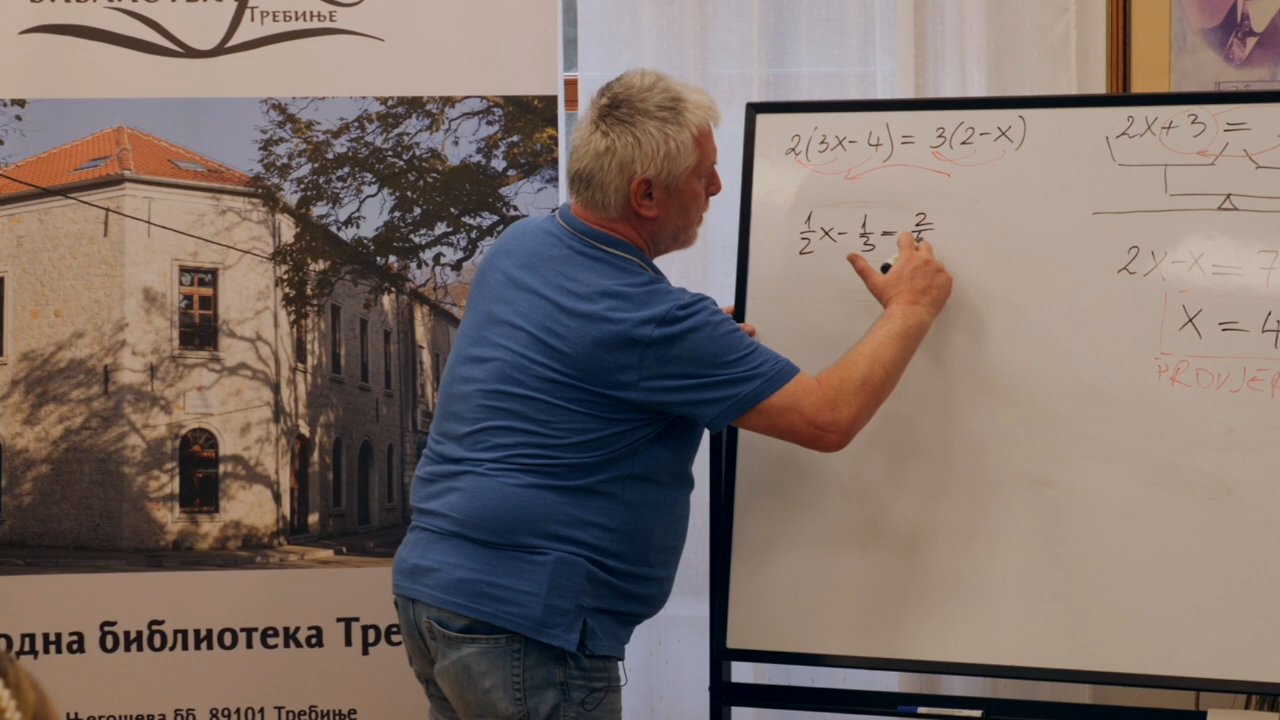 Требиње
2(3x-4) = 3(2-x)
2x+3 =
1/2 x - 1/3 = 2/
2x-x = 7
x = 4
PROVJER
одна библиотека Тре
Његошева бб, 89101 Требиње